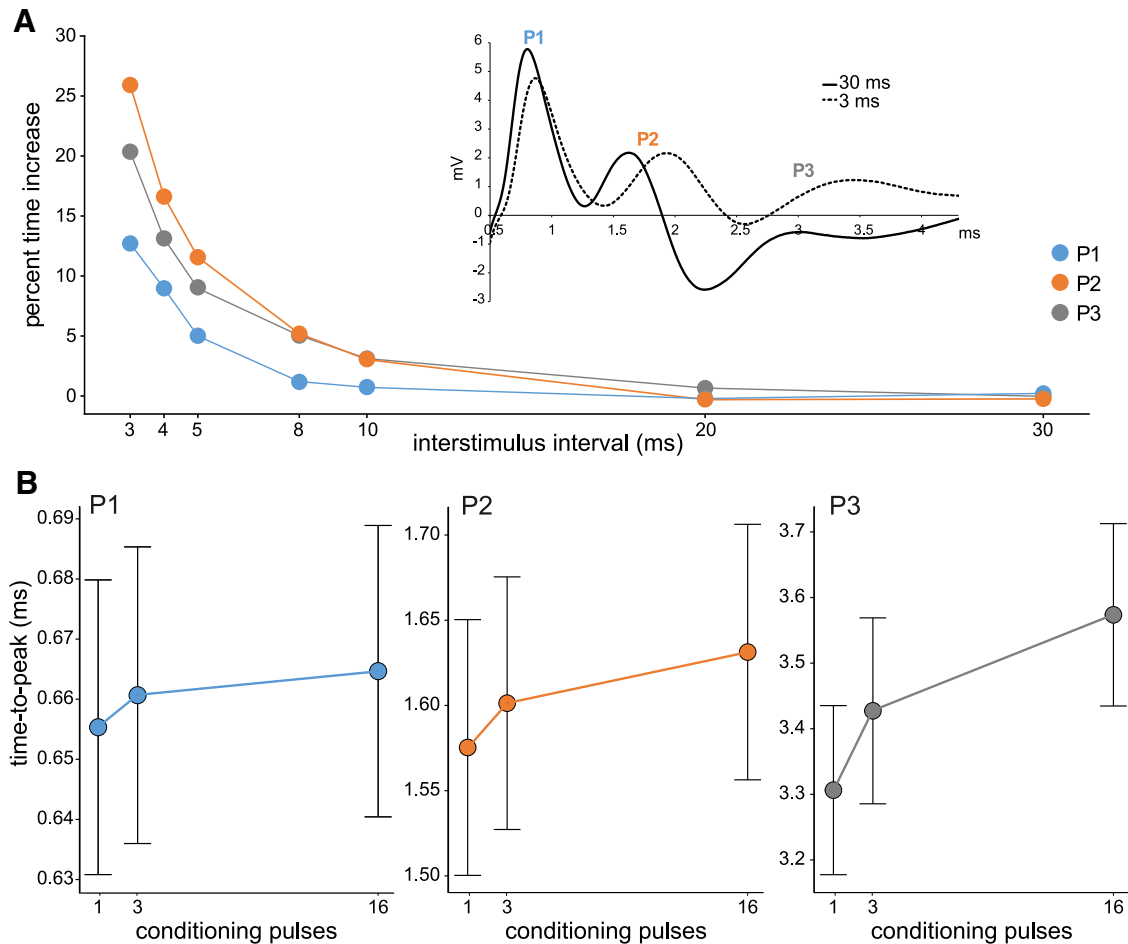 A
percent time increase
30
25
20
15
10
5
0
3 4 5 8 10 20 30
interstimulus interval (ms)
P1
P2
P3
mV
6
5
4
3
2
1
0
-1
-2
-3
0.5 1 1.5 2 2.5 3 3.5 4
ms
30 ms
3 ms
P1
P2
P3
B
time-to-peak (ms)
P1
0.69
0.68
0.67
0.66
0.65
0.64
0.63
1 3 16
conditioning pulses
P2
1.70
1.65
1.60
1.55
1.50
1 3 16
conditioning pulses
P3
3.7
3.6
3.5
3.4
3.3
3.2
1 3 16
conditioning pulses